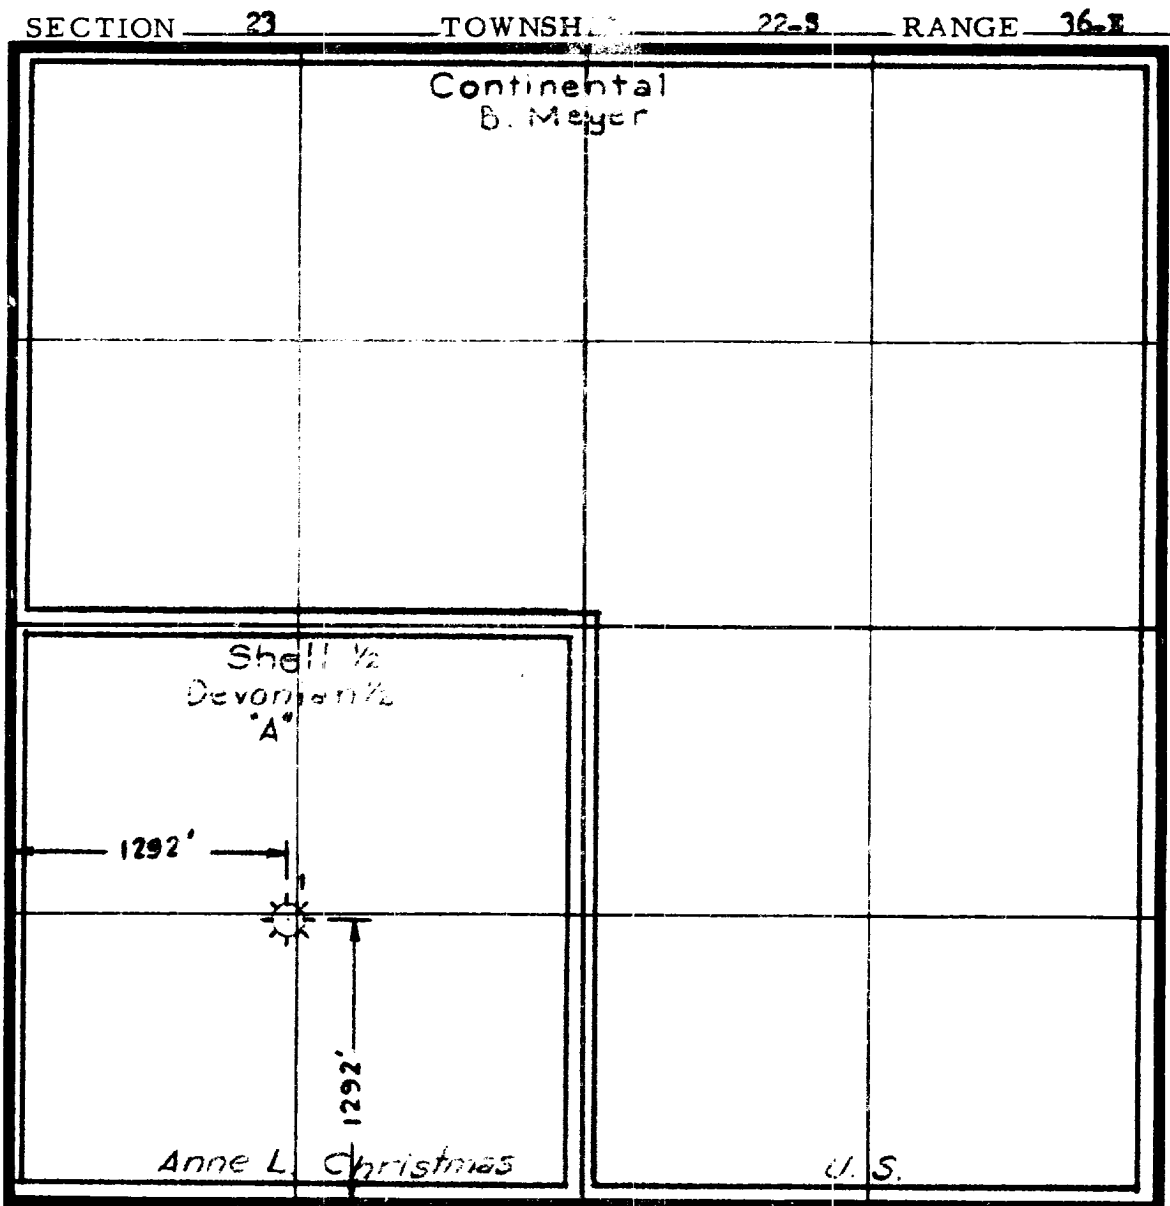 SECTION 23 TOWNSH 22-S RANGE 36-E
Continental
B. Meyer
Shell ½
Devonian ½
"A"
1292'
1
1292'
Anne L. Christmas
U.S.